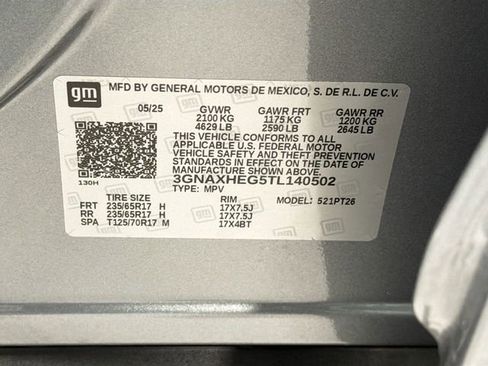 gm
MFD BY GENERAL MOTORS DE MEXICO, S. DE R.L. DE C.V.
05/25 GVWR GAWR FRT GAWR RR
2100 KG 1175 KG 1200 KG
4629 LB 2590 LB 2645 LB
THIS VEHICLE CONFORMS TO ALL
APPLICABLE U.S. FEDERAL MOTOR
VEHICLE SAFETY AND THEFT PREVENTION
STANDARDS IN EFFECT ON THE DATE OF
MANUFACTURE SHOWN ABOVE.
130H 3GNAXHEG5TL140502
TYPE: MPV
TIRE SIZE RIM MODEL: 521PT26
FRT 235/65R17 H 17X7.5J
RR 235/65R17 H 17X7.5J
SPA T125/70R17 M 17X4BT